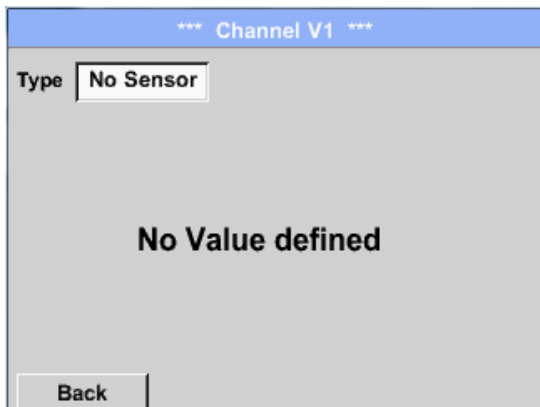 *** Channel V1 ***
Type No Sensor
No Value defined
Back